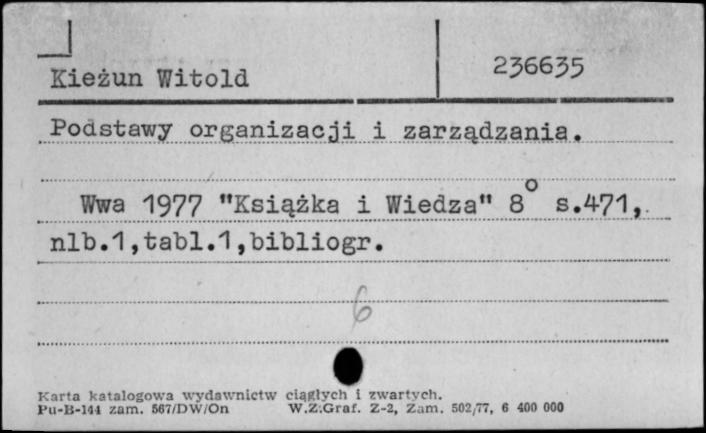 Kieżun Witold 236635
Podstawy organizacji i zarządzania.
Wwa 1977 "Książka i Wiedza" 8° s.471,
nlb.1,tabl.1,bibliogr.
6
Karta katalogowa wydawnictw ciągłych i zwartych.
Pu-B-144 zam. 567/DW/On W.Z.Graf. Z-2, Zam. 502/77, 6 400 000